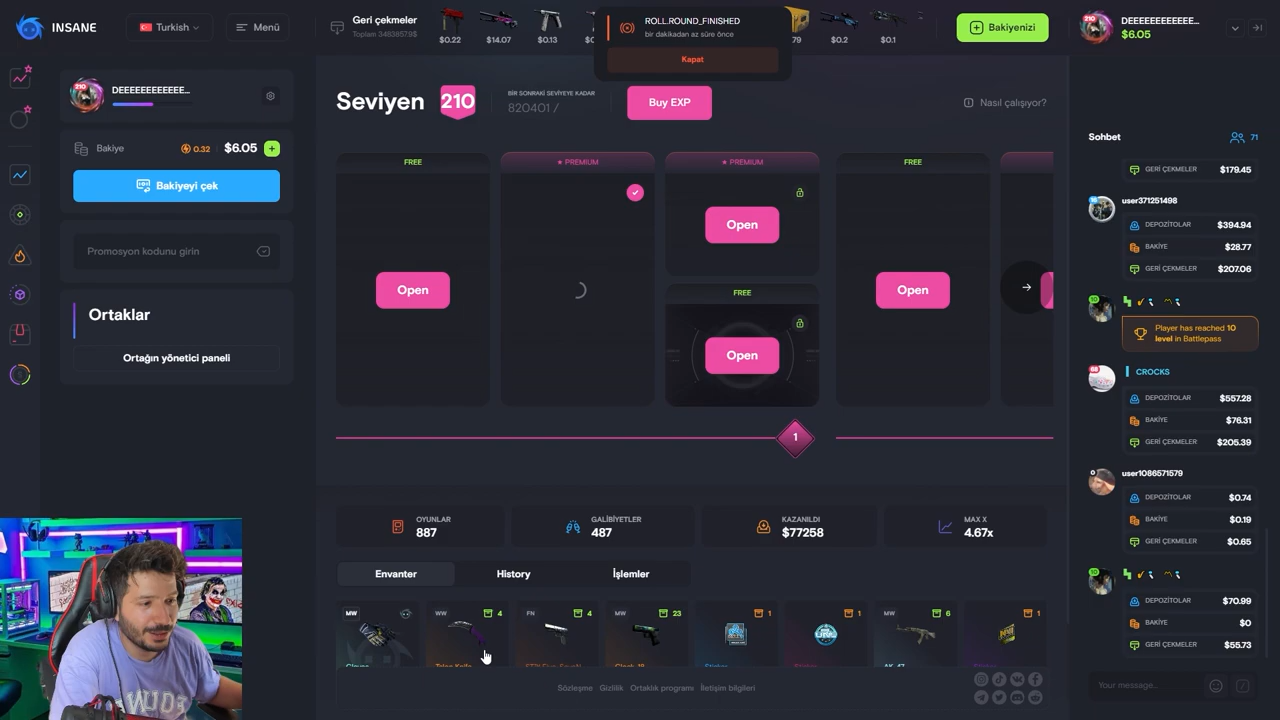 INSANE
Turkish
Menü
Geri çekmeler
Toplam 34838579$
$0.22
$14.07
$0.13
$0.2
$0.1
ROLL.ROUND_FINISHED
bir dakikadan az süre önce
Kapat
Bakiyenizi
210
DEEEEEEEEEEEE...
$6.05
210
DEEEEEEEEEEE...
Bakiye
0.32
$6.05
Bakiyeyi çek
Promosyon kodunu girin
Ortaklar
Ortağın yönetici paneli
Seviyen
210
BİR SONRAKİ SEVİYEYE KADAR
820401 /
Buy EXP
Nasıl çalışıyor?
FREE
Open
PREMIUM
PREMIUM
Open
FREE
Open
FREE
Open
1
OYUNLAR
887
GALİBİYETLER
487
KAZANILDI
$77258
MAX X
4.67x
Envanter
History
İşlemler
MW
WW
4
FN
4
MW
23
1
1
MW
6
1
Sözleşme
Gizlilik
Ortaklık programı
İletişim bilgileri
Sohbet
71
GERİ ÇEKMELER
$179.45
user371251498
DEPOZİTOLAR
$394.94
BAKİYE
$28.77
GERİ ÇEKMELER
$207.06
Player has reached 10
level in Battlepass
CROCKS
DEPOZİTOLAR
$557.28
BAKİYE
$76.31
GERİ ÇEKMELER
$205.39
user1086571579
DEPOZİTOLAR
$0.74
BAKİYE
$0.19
GERİ ÇEKMELER
$0.65
DEPOZİTOLAR
$70.99
BAKİYE
$0
GERİ ÇEKMELER
$55.73
Your message...